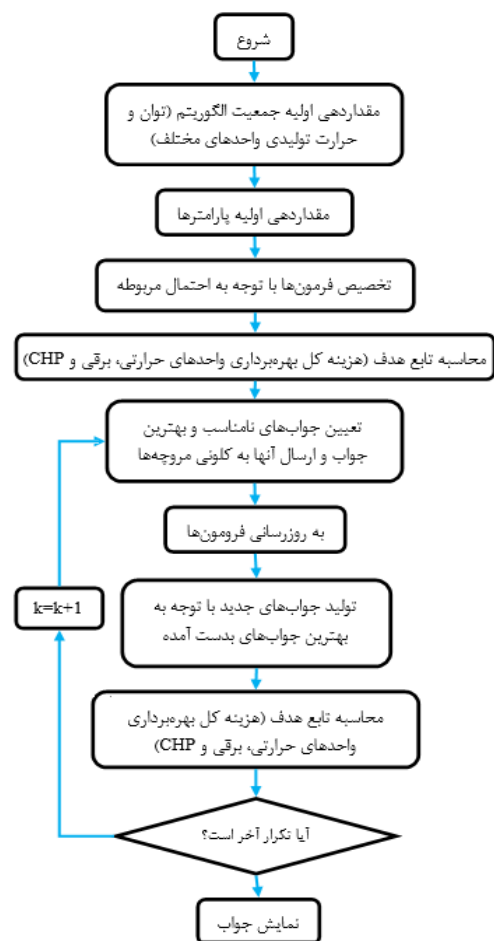 شروع
مقداردهی اولیه جمعیت الگوریتم (توان و
حرارت تولیدی واحدهای مختلف)
مقداردهی اولیه پارامترها
تخصیص فرمون‌ها با توجه به احتمال مربوطه
محاسبه تابع هدف (هزینه کل بهره‌برداری واحدهای حرارتی، برقی و CHP)
تعیین جواب‌های نامناسب و بهترین
جواب و ارسال آنها به کلونی مروچه‌ها
به روزرسانی فرومون‌ها
تولید جواب‌های جدید با توجه به
بهترین جواب‌های بدست آمده
k=k+1
محاسبه تابع هدف (هزینه کل بهره‌برداری
واحدهای حرارتی، برقی و CHP)
آیا تکرار آخر است؟
نمایش جواب